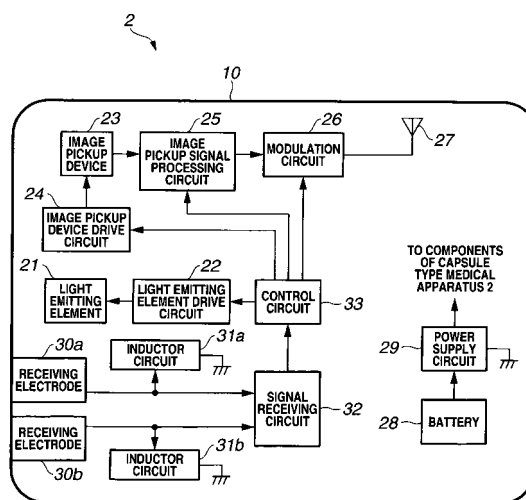 2
10
23
25
26
27
IMAGE
PICKUP
DEVICE
IMAGE
PICKUP SIGNAL
PROCESSING
CIRCUIT
MODULATION
CIRCUIT
24
IMAGE PICKUP
DEVICE DRIVE
CIRCUIT
21
22
LIGHT
EMITTING
ELEMENT
LIGHT EMITTING
ELEMENT DRIVE
CIRCUIT
CONTROL
CIRCUIT
33
TO COMPONENTS
OF CAPSULE
TYPE MEDICAL
APPARATUS 2
30a
31a
INDUCTOR
CIRCUIT
29
POWER
SUPPLY
CIRCUIT
RECEIVING
ELECTRODE
SIGNAL
RECEIVING
CIRCUIT
32
RECEIVING
ELECTRODE
28
BATTERY
30b
INDUCTOR
CIRCUIT
31b